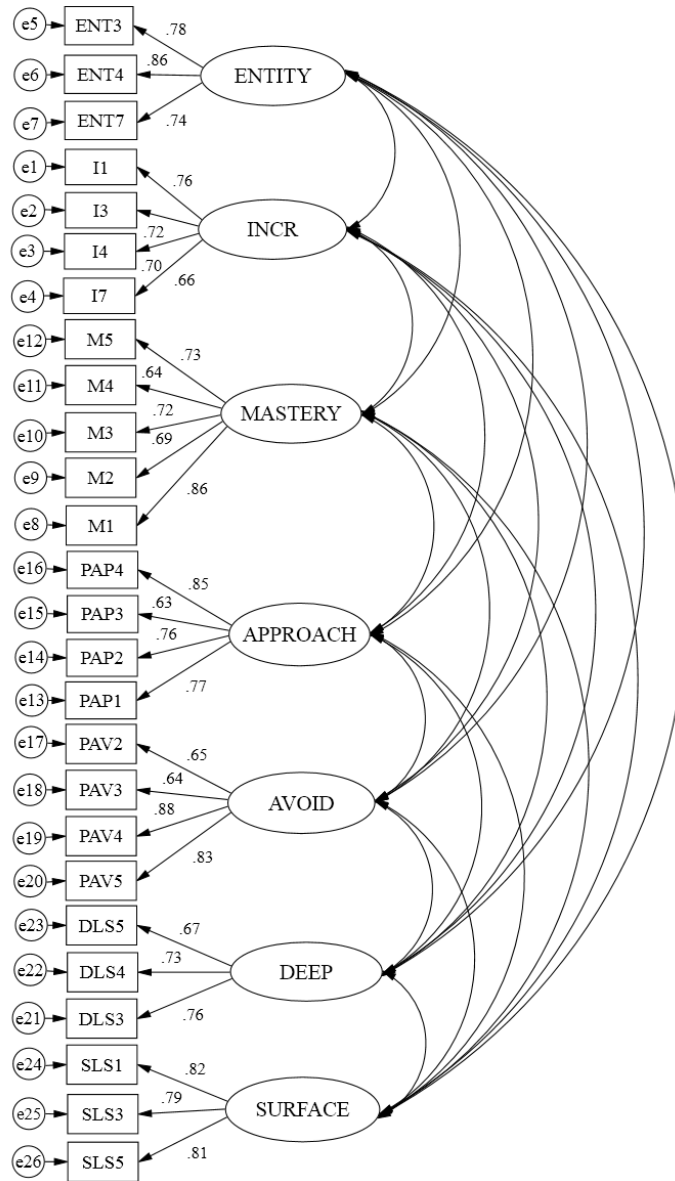 e5 ENT3 .78
e6 ENT4 .86 ENTITY
e7 ENT7 .74
e1 I1 .76
e2 I3 .72 INCR
e3 I4 .70
e4 I7 .66
e12 M5 .73
e11 M4 .64
e10 M3 .72 MASTERY
e9 M2 .69
e8 M1 .86
e16 PAP4 .85
e15 PAP3 .63 APPROACH
e14 PAP2 .76
e13 PAP1 .77
e17 PAV2 .65
e18 PAV3 .64 AVOID
e19 PAV4 .88
e20 PAV5 .83
e23 DLS5 .67
e22 DLS4 .73 DEEP
e21 DLS3 .76
e24 SLS1 .82
e25 SLS3 .79 SURFACE
e26 SLS5 .81